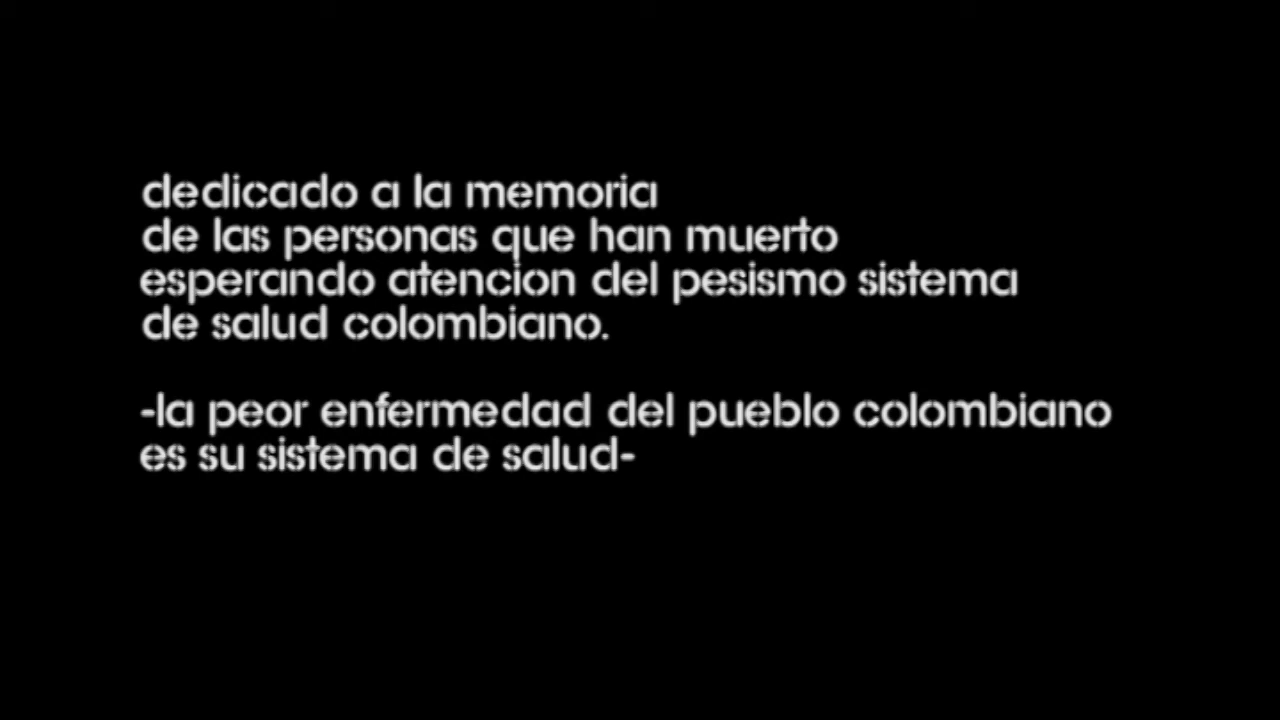 dedicado a la memoria
de las personas que han muerto
esperando atencion del pesismo sistema
de salud colombiano.
-la peor enfermedad del pueblo colombiano
es su sistema de salud-